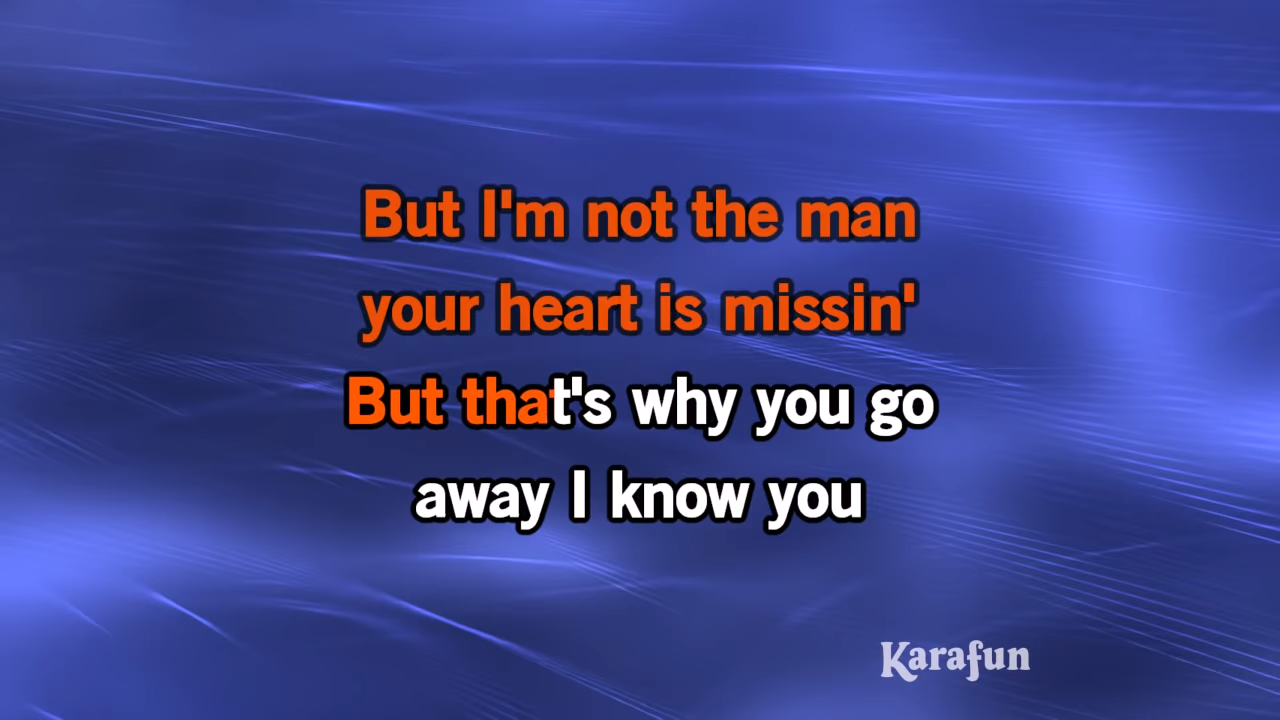 But I'm not the man
your heart is missin'
But that's why you go
away I know you
Karafun